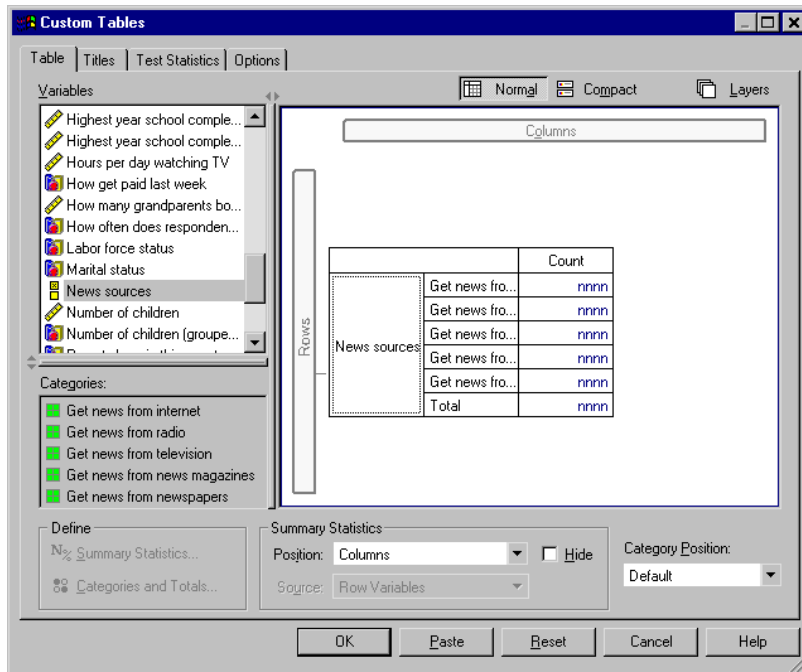 Custom Tables
Table Titles Test Statistics Options
Variables
Normal Compact Layers
Highest year school comple...
Highest year school comple...
Hours per day watching TV
How get paid last week
How many grandparents bo...
How often does responden...
Labor force status
Marital status
News sources
Number of children
Number of children (groupe...
Categories:
Get news from internet
Get news from radio
Get news from television
Get news from news magazines
Get news from newspapers
Columns
Rows
Count
News sources
Get news fro... nnnn
Get news fro... nnnn
Get news fro... nnnn
Get news fro... nnnn
Get news fro... nnnn
Total nnnn
Define
N% Summary Statistics...
Categories and Totals...
Summary Statistics
Position: Columns Hide
Source: Row Variables
Category Position:
Default
OK Paste Reset Cancel Help